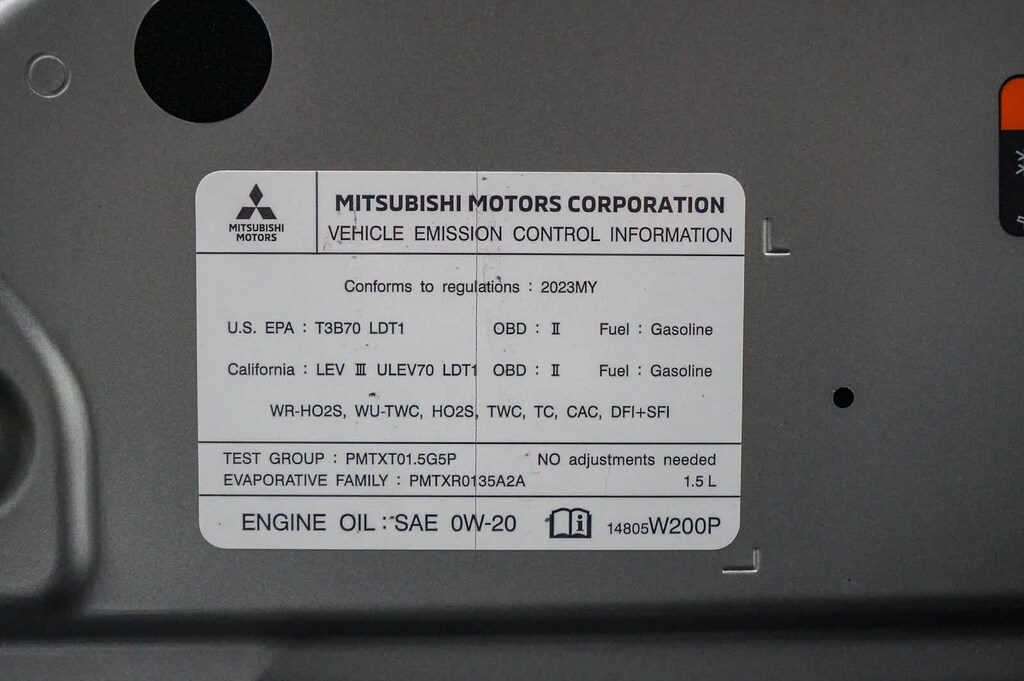 MITSUBISHI
MOTORS
MITSUBISHI MOTORS CORPORATION
VEHICLE EMISSION CONTROL INFORMATION
Conforms to regulations : 2023MY
U.S. EPA : T3B70 LDT1 OBD : Ⅱ Fuel : Gasoline
California : LEV Ⅲ ULEV70 LDT1 OBD : Ⅱ Fuel : Gasoline
WR-HO2S, WU-TWC, HO2S, TWC, TC, CAC, DFI+SFI
TEST GROUP : PMTXT01.5G5P NO adjustments needed
EVAPORATIVE FAMILY : PMTXR0135A2A 1.5 L
ENGINE OIL : SAE 0W-20 14805W200P